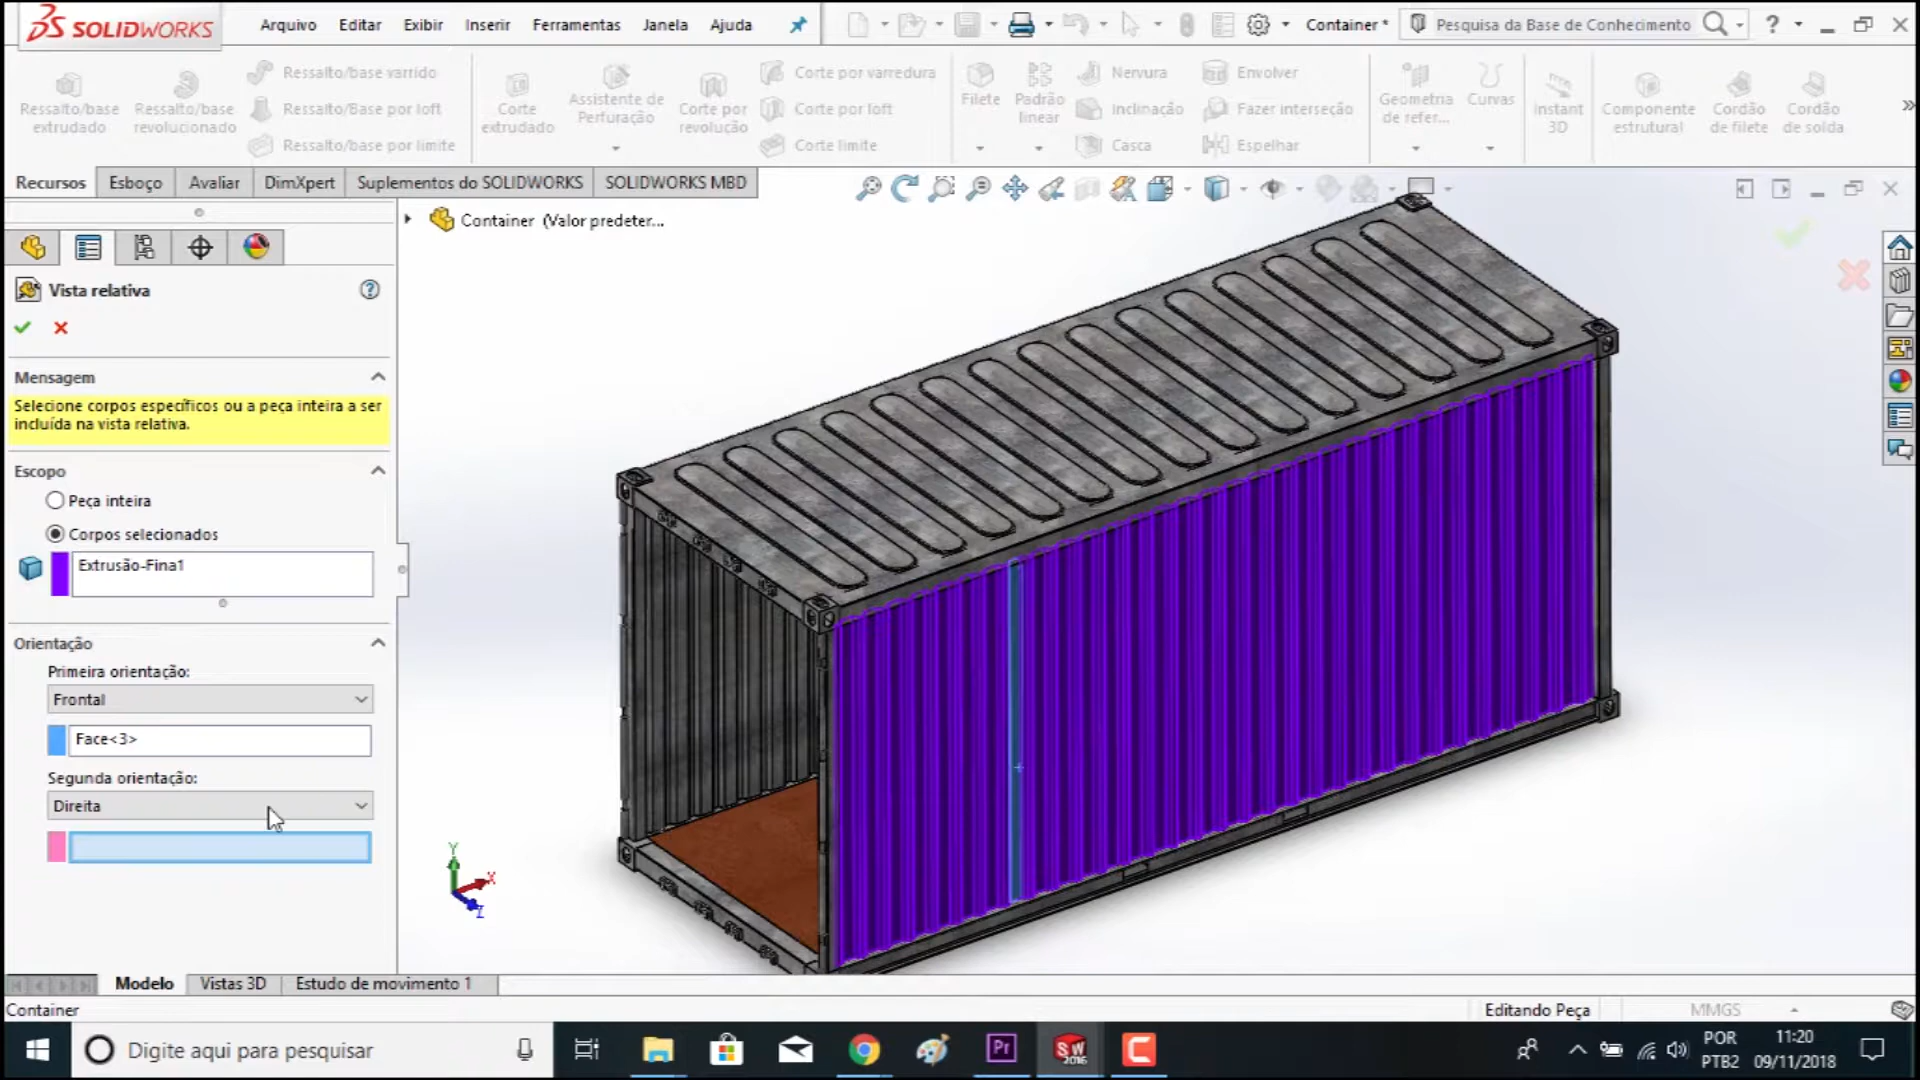 SOLIDWORKS
Arquivo Editar Exibir Inserir Ferramentas Janela Ajuda
Container *
Pesquisa da Base de Conhecimento
?
Ressalto/base extrudado
Ressalto/base revolucionado
Ressalto/base varrido
Ressalto/Base por loft
Ressalto/base por limite
Corte extrudado
Assistente de Perfuração
Corte por revolução
Corte por varredura
Corte por loft
Corte limite
Filete
Padrão linear
Nervura
Inclinação
Casca
Envolver
Fazer interseção
Espelhar
Geometria de refer...
Curvas
Instant 3D
Componente estrutural
Cordão de filete
Cordão de solda
»
Recursos Esboço Avaliar DimXpert Suplementos do SOLIDWORKS SOLIDWORKS MBD
Container (Valor predeter...
Vista relativa
?
Mensagem
Selecione corpos específicos ou a peça inteira a ser
incluída na vista relativa.
Escopo
Peça inteira
Corpos selecionados
Extrusão-Fina1
Orientação
Primeira orientação:
Frontal
Face<3>
Segunda orientação:
Direita
Y
X
Z
Modelo Vistas 3D Estudo de movimento 1
Container
Editando Peça
MMGS
Digite aqui para pesquisar
Pr
SW
2016
POR
PTB2
11:20
09/11/2018